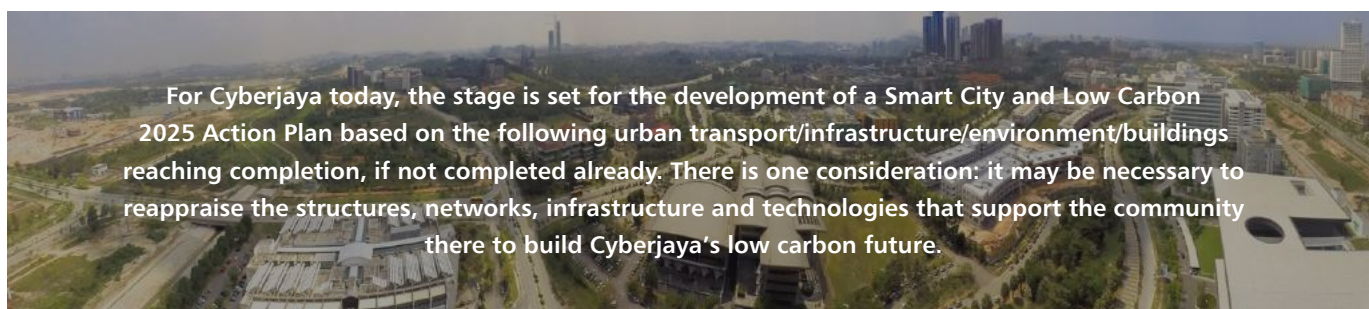 For Cyberjaya today, the stage is set for the development of a Smart City and Low Carbon
2025 Action Plan based on the following urban transport/infrastructure/environment/buildings
reaching completion, if not completed already. There is one consideration: it may be necessary to
reappraise the structures, networks, infrastructure and technologies that support the community
there to build Cyberjaya's low carbon future.